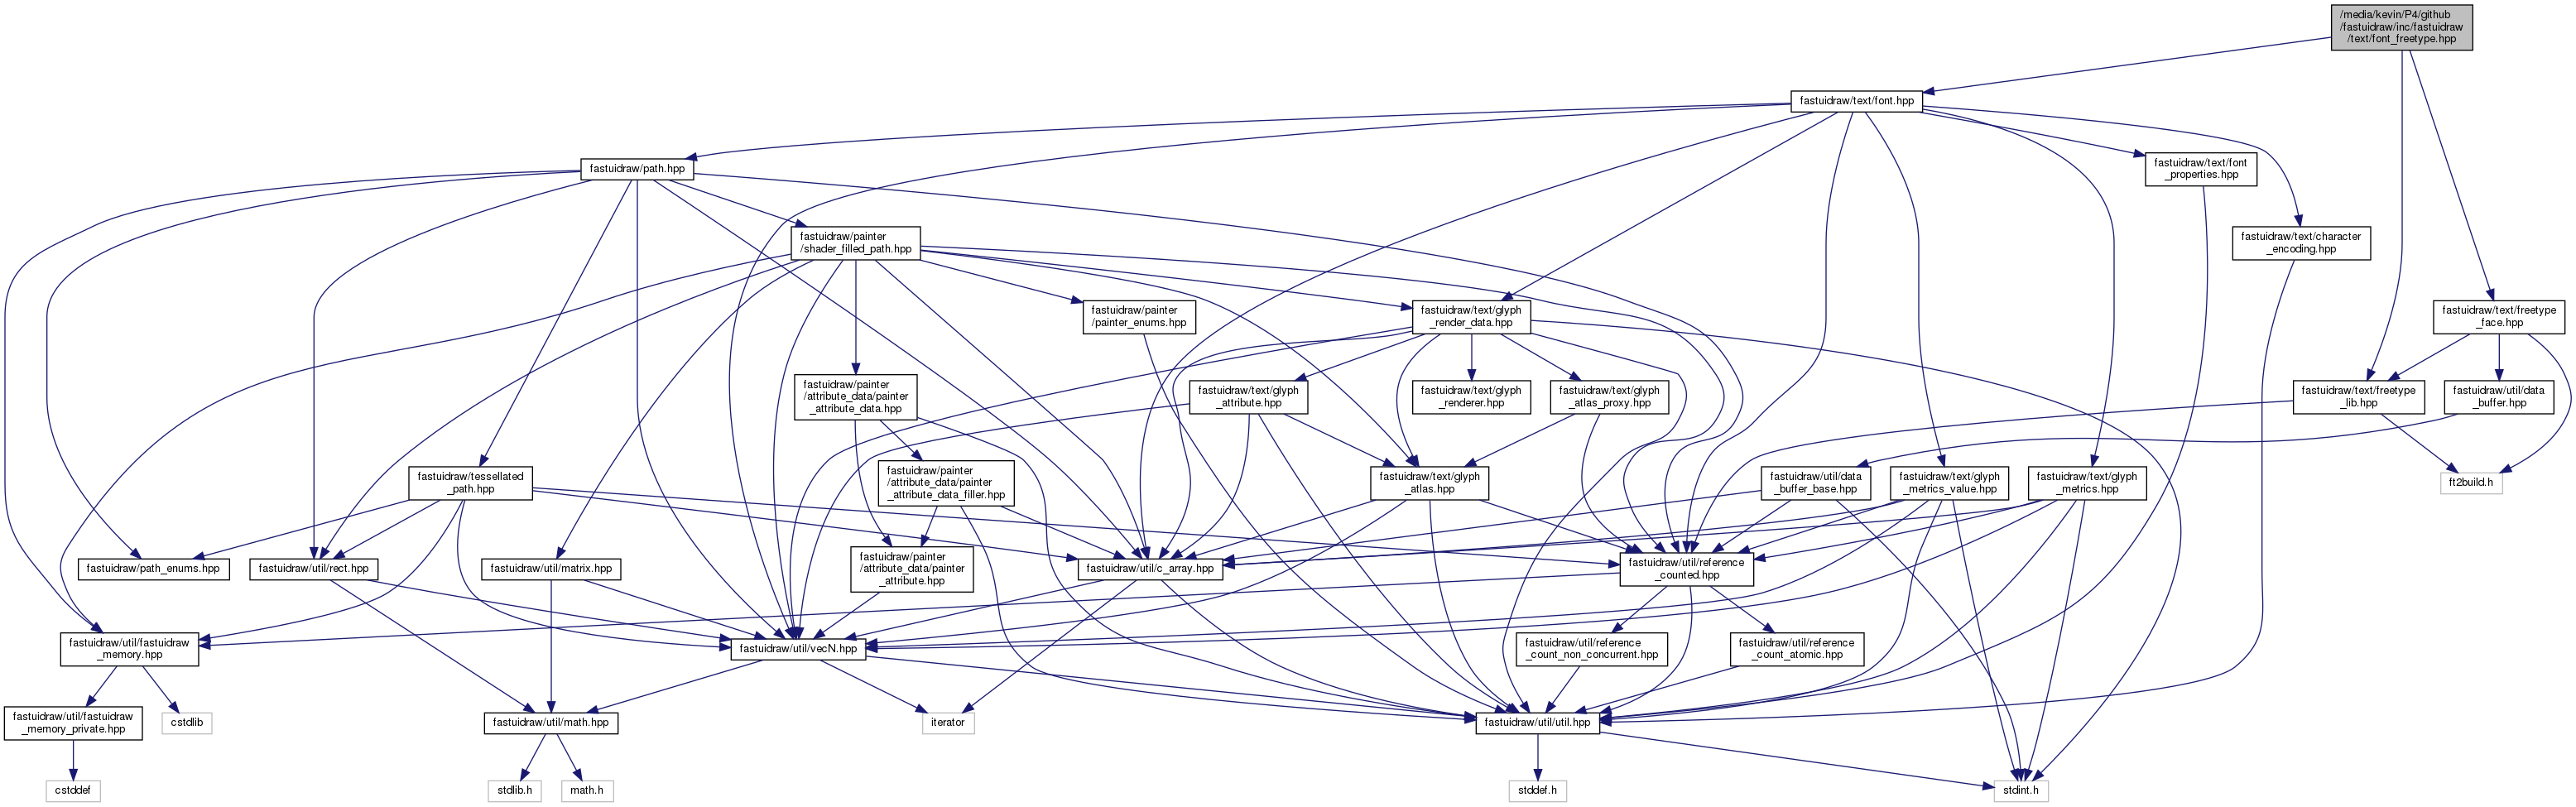 /media/kevin/P4/github
/fastuidraw/inc/fastuidraw
/text/font_freetype.hpp
fastuidraw/text/font.hpp
fastuidraw/path.hpp
fastuidraw/text/font
_properties.hpp
fastuidraw/painter
/shader_filled_path.hpp
fastuidraw/text/character
_encoding.hpp
fastuidraw/painter
/painter_enums.hpp
fastuidraw/text/glyph
_render_data.hpp
fastuidraw/text/freetype
_face.hpp
fastuidraw/painter
/attribute_data/painter
_attribute_data.hpp
fastuidraw/text/glyph
_attribute.hpp
fastuidraw/text/glyph
_renderer.hpp
fastuidraw/text/glyph
_atlas_proxy.hpp
fastuidraw/text/freetype
_lib.hpp
fastuidraw/util/data
_buffer.hpp
fastuidraw/tessellated
_path.hpp
fastuidraw/painter
/attribute_data/painter
_attribute_data_filler.hpp
fastuidraw/text/glyph
_atlas.hpp
fastuidraw/util/data
_buffer_base.hpp
fastuidraw/text/glyph
_metrics_value.hpp
fastuidraw/text/glyph
_metrics.hpp
ft2build.h
fastuidraw/path_enums.hpp
fastuidraw/util/rect.hpp
fastuidraw/util/matrix.hpp
fastuidraw/painter
/attribute_data/painter
_attribute.hpp
fastuidraw/util/c_array.hpp
fastuidraw/util/reference
_counted.hpp
fastuidraw/util/fastuidraw
_memory.hpp
fastuidraw/util/vecN.hpp
fastuidraw/util/reference
_count_non_concurrent.hpp
fastuidraw/util/reference
_count_atomic.hpp
fastuidraw/util/fastuidraw
_memory_private.hpp
cstdlib
fastuidraw/util/math.hpp
iterator
fastuidraw/util/util.hpp
cstddef
stdlib.h
math.h
stddef.h
stdint.h